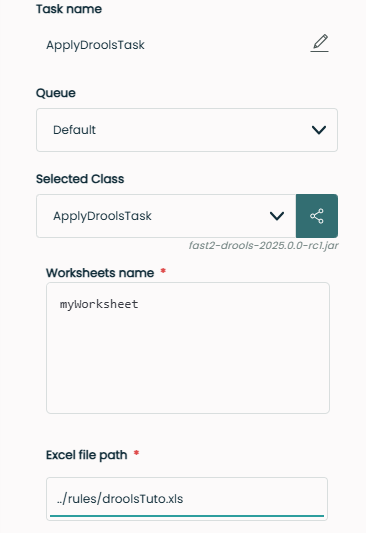 Task name
ApplyDroolsTask
Queue
Default
Selected Class
ApplyDroolsTask
fast2-drools-2025.0.0-rc1.jar
Worksheets name *
myWorksheet
Excel file path *
../rules/droolsTuto.xls